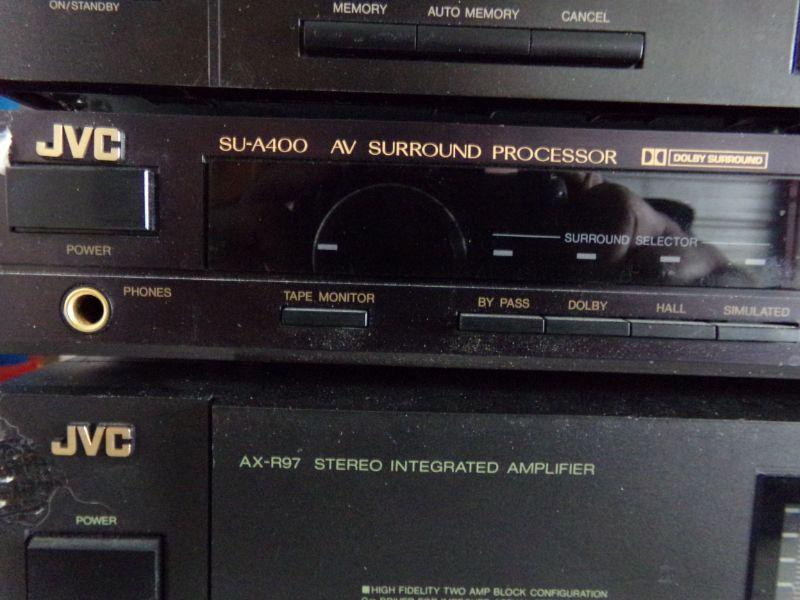 ON/STANDBY
MEMORY AUTO MEMORY CANCEL
JVC SU-A400 AV SURROUND PROCESSOR DOLBY SURROUND
SURROUND SELECTOR
POWER
PHONES TAPE MONITOR BY PASS DOLBY HALL SIMULATED
JVC
AX-R97 STEREO INTEGRATED AMPLIFIER
POWER
HIGH FIDELITY TWO AMP BLOCK CONFIGURATION